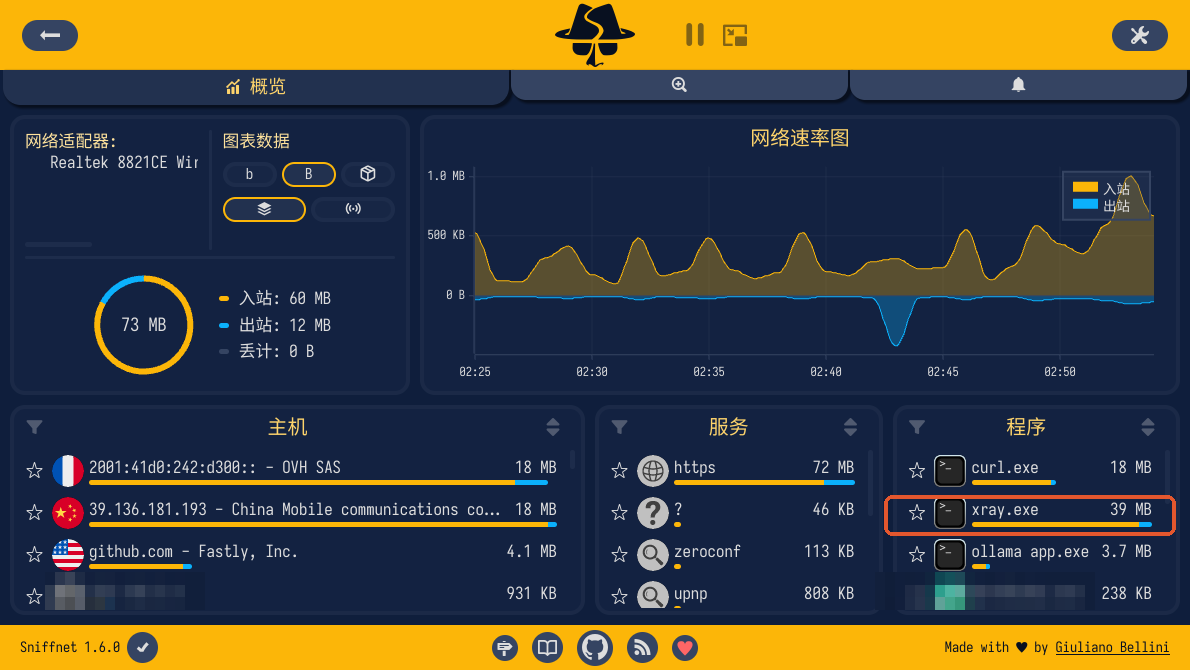 概览
网络适配器:
Realtek 8821CE Wir
图表数据
b
B
73 MB
入站: 60 MB
出站: 12 MB
丢计: 0 B
网络速率图
1.0 MB
500 KB
0 B
入站
出站
02:25
02:30
02:35
02:40
02:45
02:50
主机
2001:41d0:242:d300:: - OVH SAS
18 MB
39.136.181.193 - China Mobile communications co...
18 MB
github.com - Fastly, Inc.
4.1 MB
931 KB
服务
https
72 MB
?
46 KB
zeroconf
113 KB
upnp
808 KB
程序
curl.exe
18 MB
xray.exe
39 MB
ollama app.exe
3.7 MB
238 KB
Sniffnet 1.6.0
Made with ♥ by Giuliano Bellini